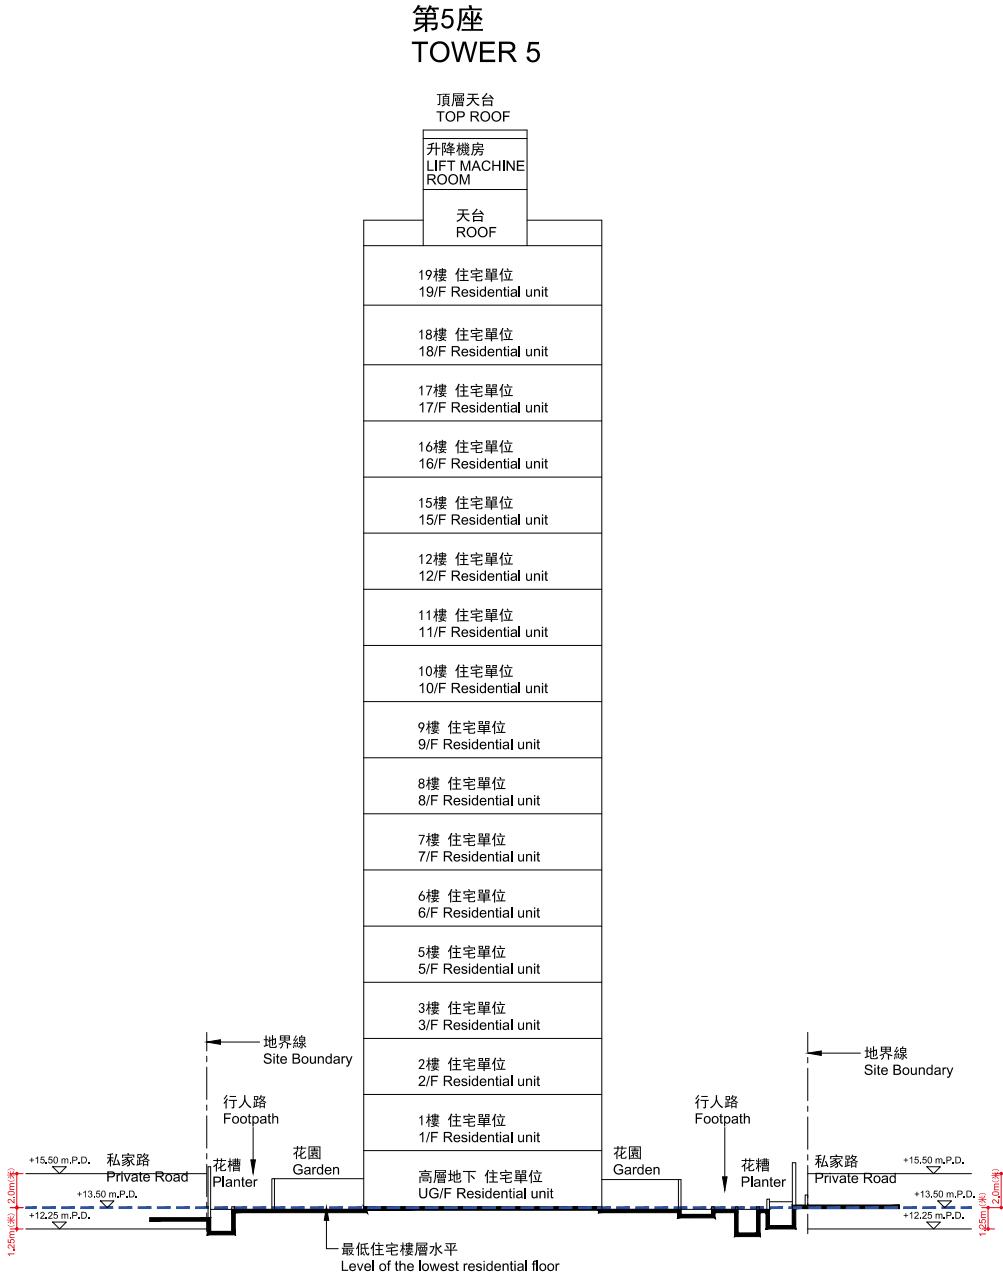 第5座
TOWER 5
頂層天台
TOP ROOF
升降機房
LIFT MACHINE
ROOM
天台
ROOF
19樓 住宅單位
19/F Residential unit
18樓 住宅單位
18/F Residential unit
17樓 住宅單位
17/F Residential unit
16樓 住宅單位
16/F Residential unit
15樓 住宅單位
15/F Residential unit
12樓 住宅單位
12/F Residential unit
11樓 住宅單位
11/F Residential unit
10樓 住宅單位
10/F Residential unit
9樓 住宅單位
9/F Residential unit
8樓 住宅單位
8/F Residential unit
7樓 住宅單位
7/F Residential unit
6樓 住宅單位
6/F Residential unit
5樓 住宅單位
5/F Residential unit
3樓 住宅單位
3/F Residential unit
2樓 住宅單位
2/F Residential unit
1樓 住宅單位
1/F Residential unit
高層地下 住宅單位
UG/F Residential unit
地界線
Site Boundary
行人路
Footpath
花園
Garden
花槽
Planter
私家路
Private Road
+15.50 m.P.D.
+13.50 m.P.D.
+12.25 m.P.D.
2.0m(米)
1.25m(米)
地界線
Site Boundary
行人路
Footpath
花園
Garden
花糟
Planter
私家路
Private Road
+15.50 m.P.D.
+13.50 m.P.D.
+12.25 m.P.D.
2.0m(米)
1.25m(米)
最低住宅樓層水平
Level of the lowest residential floor